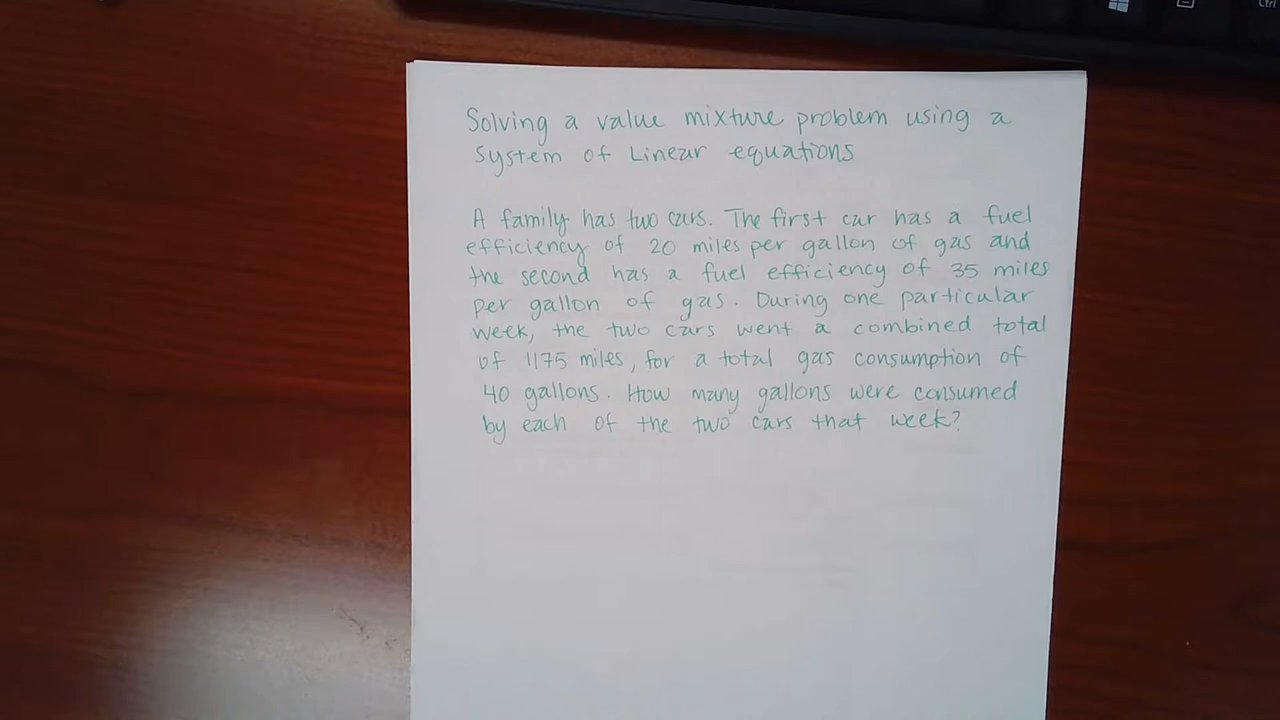 Ctrl
Solving a value mixture problem using a
system of Linear equations
A family has two cars. The first car has a fuel
efficiency of 20 miles per gallon of gas and
the second has a fuel efficiency of 35 miles
per gallon of gas. During one particular
week, the two cars went a combined total
of 1175 miles, for a total gas consumption of
40 gallons. How many gallons were consumed
by each of the two cars that week?